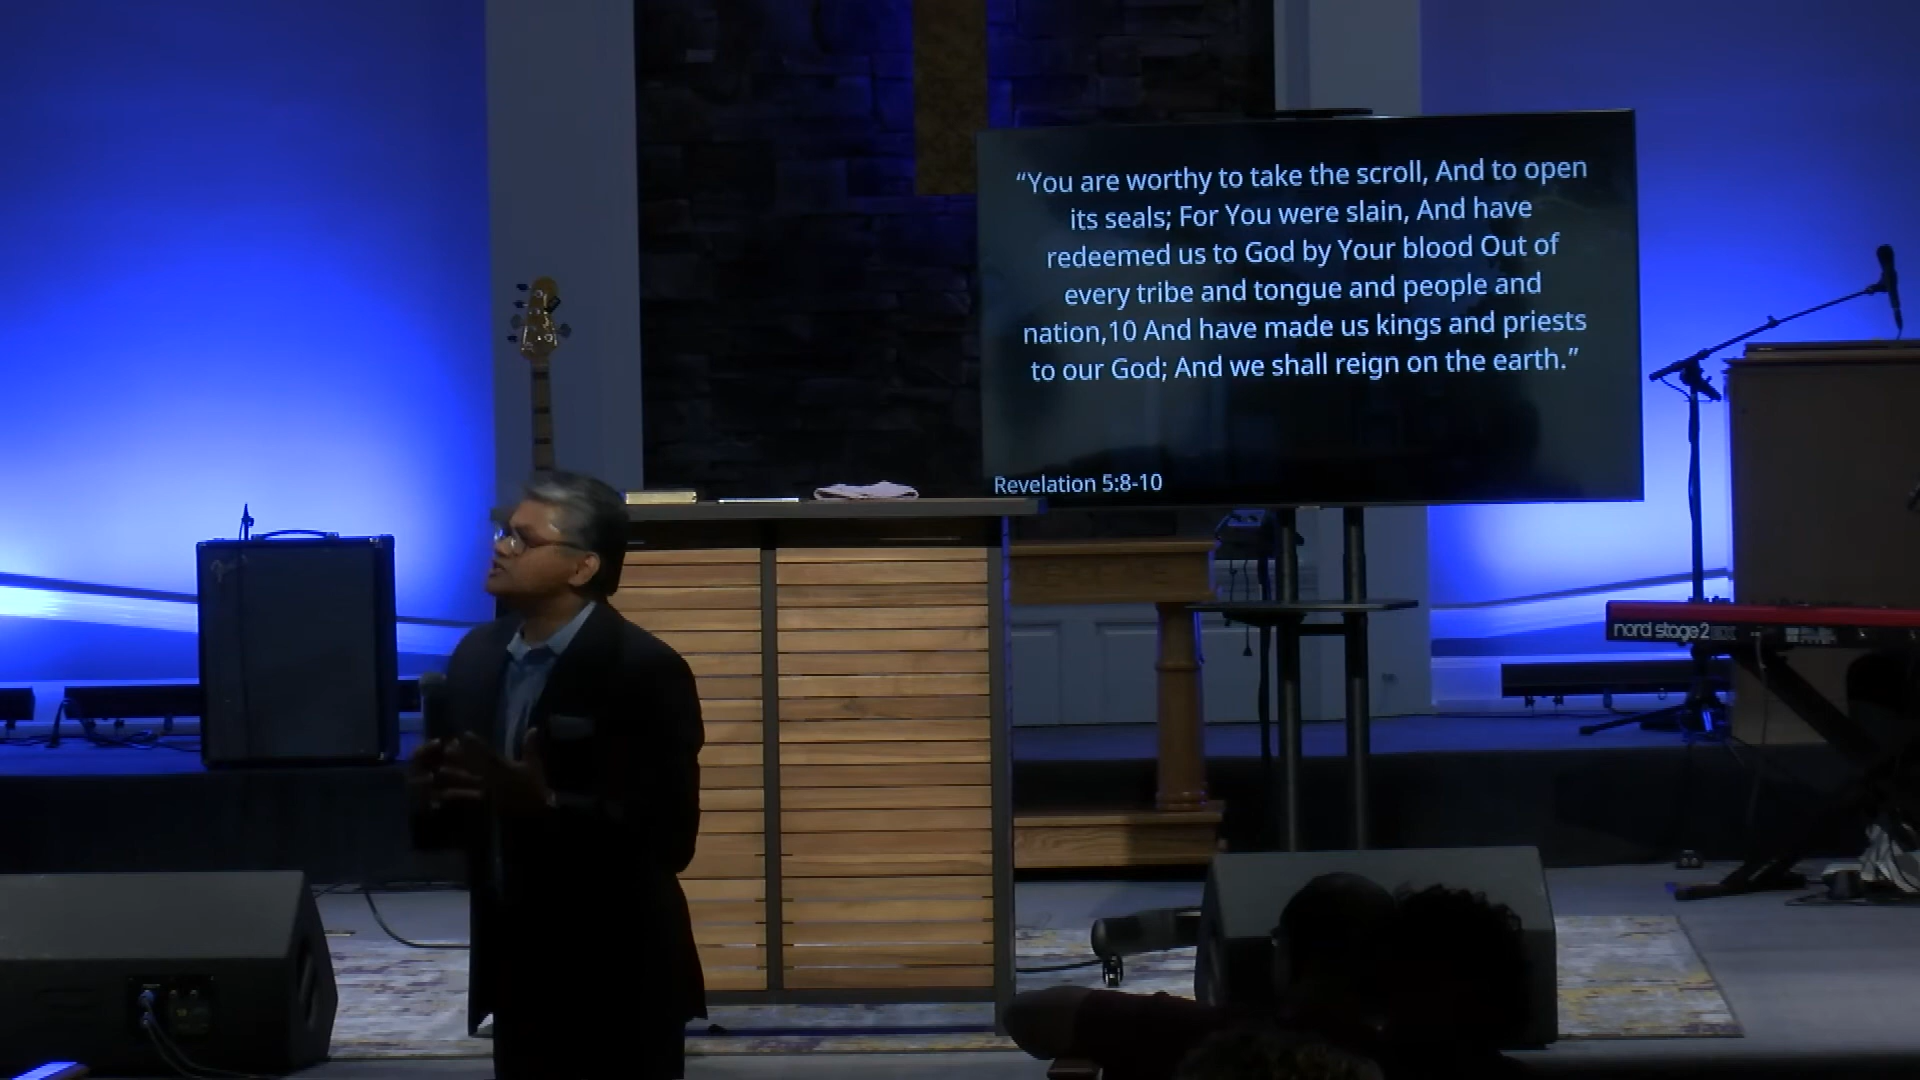 “You are worthy to take the scroll, And to open
its seals; For You were slain, And have
redeemed us to God by Your blood Out of
every tribe and tongue and people and
nation,10 And have made us kings and priests
to our God; And we shall reign on the earth.”
Revelation 5:8-10
nord stage 2